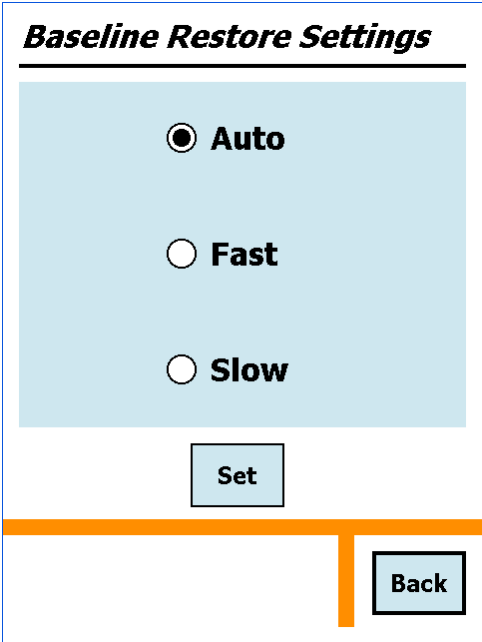 Baseline Restore Settings
Auto
Fast
Slow
Set
Back